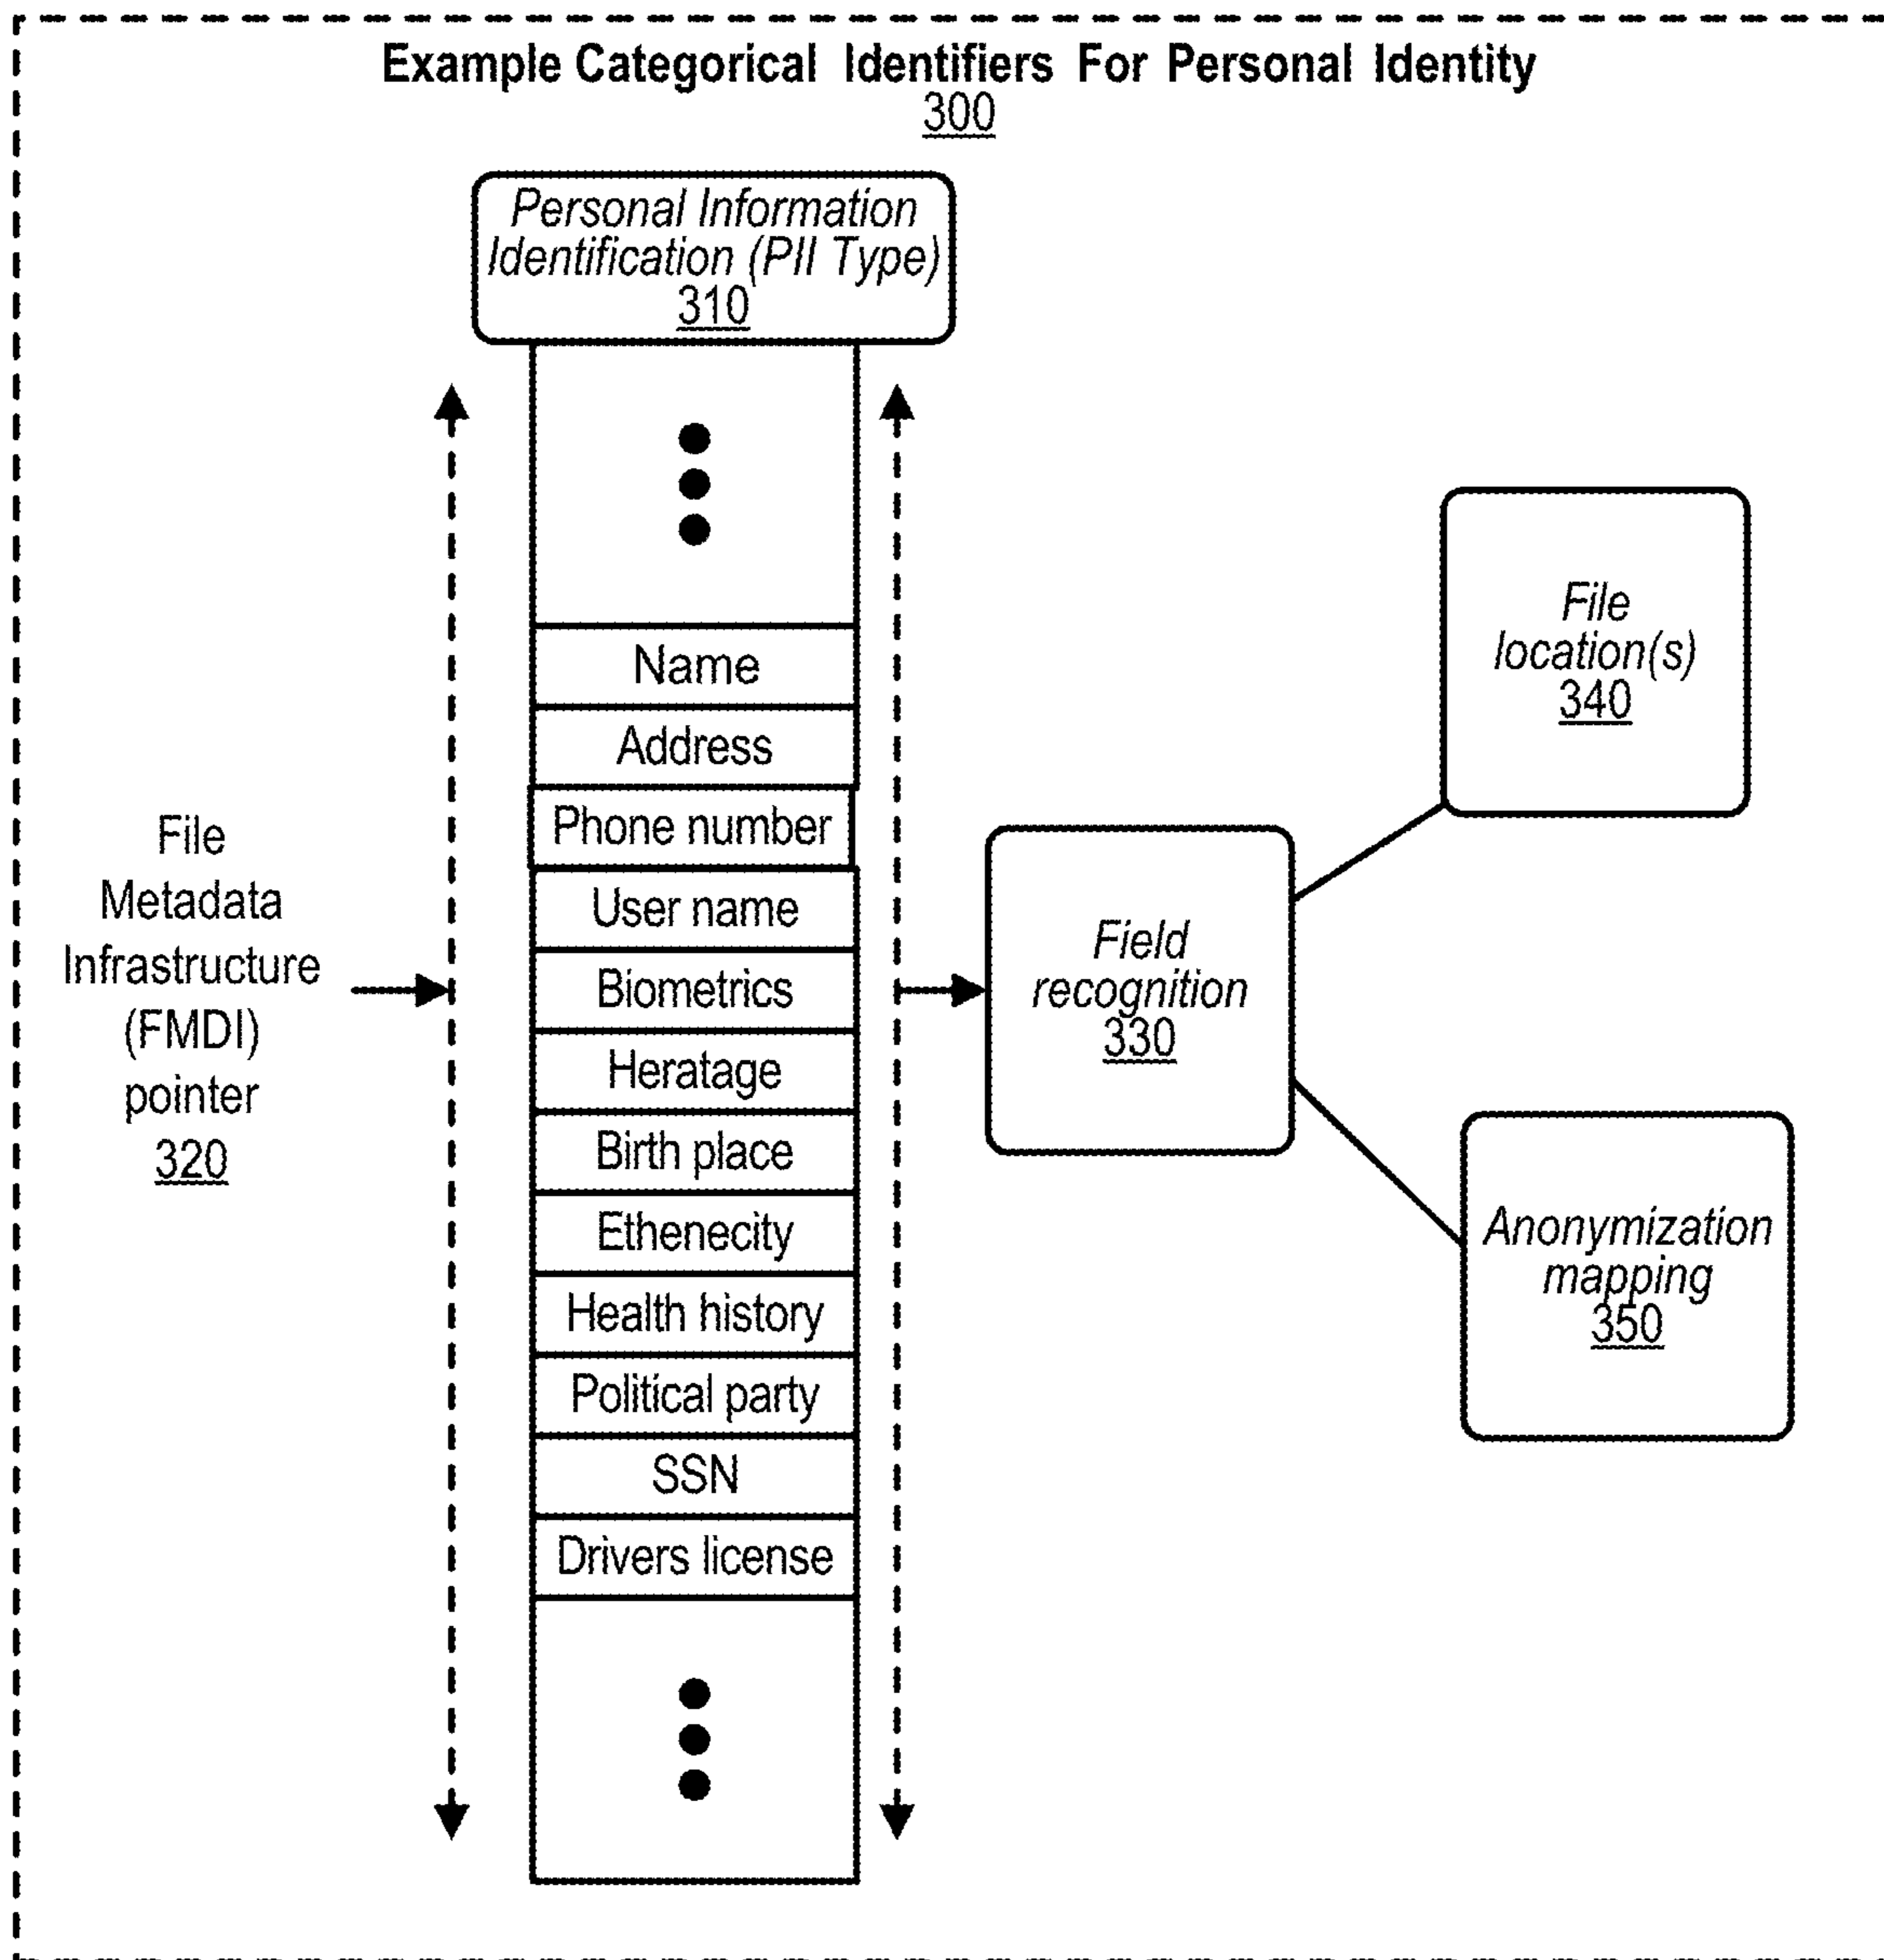 Example Categorical Identifiers For Personal Identity
300
Personal Information
Identification (PII Type)
310
Name
Address
Phone number
User name
Biometrics
Heratage
Birth place
Ethenecity
Health history
Political party
SSN
Drivers license
File
Metadata
Infrastructure
(FMDI)
pointer
320
Field
recognition
330
File
location(s)
340
Anonymization
mapping
350